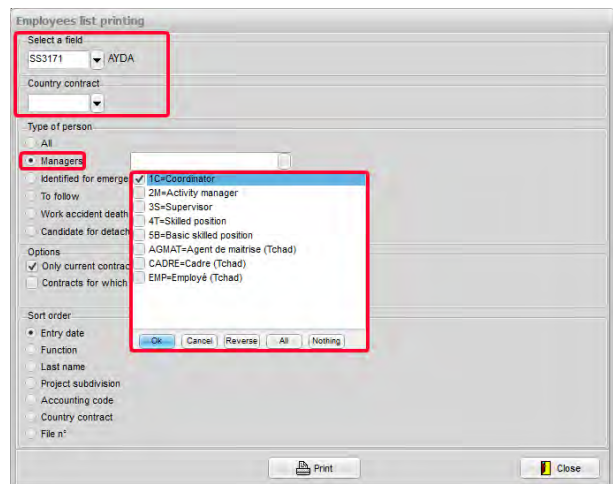 Employees list printing
Select a field
SS3171 AYDA
Country contract
Type of person
All
Managers
Identified for emerge
1C=Coordinator
To follow
2M=Activity manager
3S=Supervisor
Work accident death
4T=Skilled position
Candidate for detach
5B=Basic skilled position
AGMAT=Agent de maitrise (Tchad)
Options
Only current contrac
CADRE=Cadre (Tchad)
Contracts for which
EMP=Employé (Tchad)
Sort order
Entry date
Ok Cancel Reverse All Nothing
Function
Last name
Project subdivision
Accounting code
Country contract
File n°
Print Close